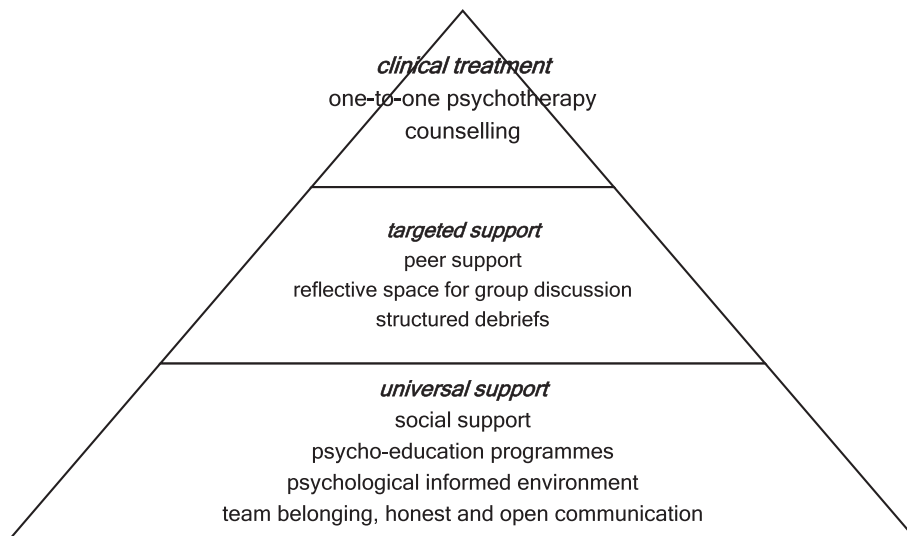 clinical treatment
one-to-one psychotherapy
counselling
targeted support
peer support
reflective space for group discussion
structured debriefs
universal support
social support
psycho-education programmes
psychological informed environment
team belonging, honest and open communication